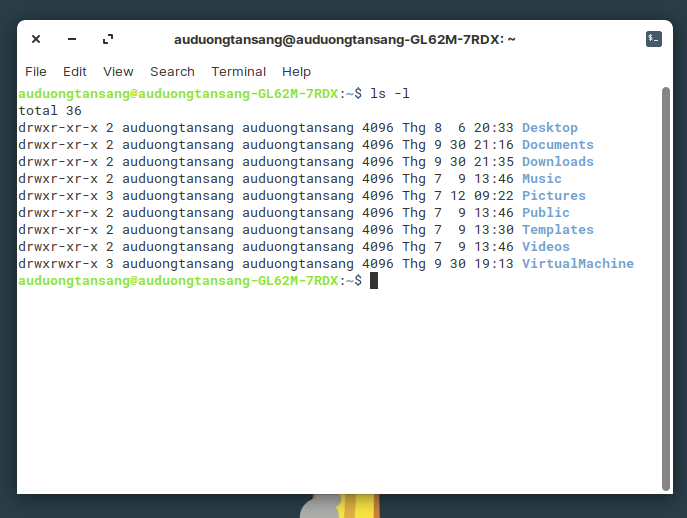 auduongtansang@auduongtansang-GL62M-7RDX: ~
File Edit View Search Terminal Help
auduongtansang@auduongtansang-GL62M-7RDX:~$ ls -l
total 36
drwxr-xr-x 2 auduongtansang auduongtansang 4096 Thg 8  6 20:33 Desktop
drwxr-xr-x 2 auduongtansang auduongtansang 4096 Thg 9 30 21:16 Documents
drwxr-xr-x 2 auduongtansang auduongtansang 4096 Thg 9 30 21:35 Downloads
drwxr-xr-x 2 auduongtansang auduongtansang 4096 Thg 7  9 13:46 Music
drwxr-xr-x 3 auduongtansang auduongtansang 4096 Thg 7 12 09:22 Pictures
drwxr-xr-x 2 auduongtansang auduongtansang 4096 Thg 7  9 13:46 Public
drwxr-xr-x 2 auduongtansang auduongtansang 4096 Thg 7  9 13:30 Templates
drwxr-xr-x 2 auduongtansang auduongtansang 4096 Thg 7  9 13:46 Videos
drwxrwxr-x 3 auduongtansang auduongtansang 4096 Thg 9 30 19:13 VirtualMachine
auduongtansang@auduongtansang-GL62M-7RDX:~$